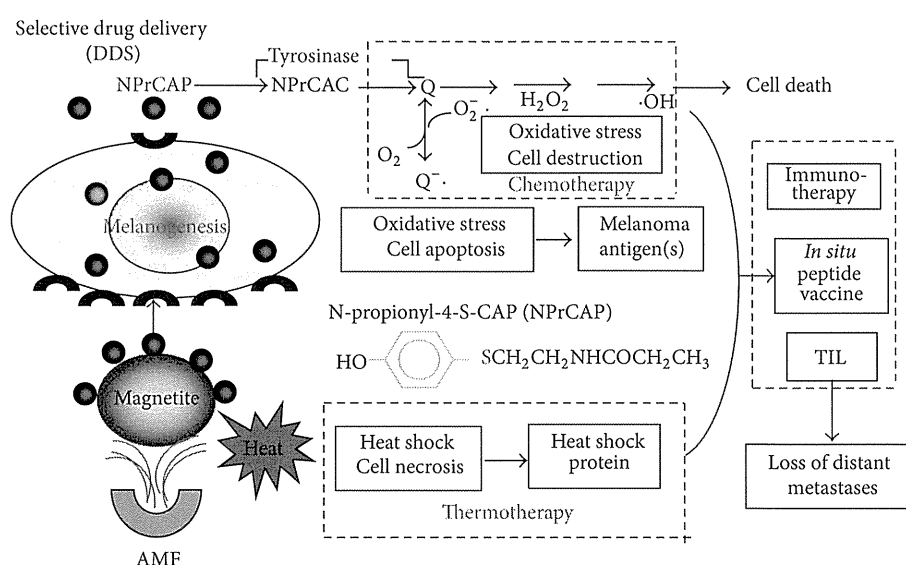 Selective drug delivery
(DDS)
NPrCAP
Tyrosinase
NPrCAC
Q
H₂O₂
·OH
Cell death
O₂⁻·
O₂
Q⁻·
Oxidative stress
Cell destruction
Chemotherapy
Melanogenesis
Oxidative stress
Cell apoptosis
Melanoma
antigen(s)
Immuno-
therapy
In situ
peptide
vaccine
TIL
Loss of distant
metastases
N-propionyl-4-S-CAP (NPrCAP)
HO
SCH₂CH₂NHCOCH₂CH₃
Magnetite
Heat
Heat shock
Cell necrosis
Heat shock
protein
Thermotherapy
AMF